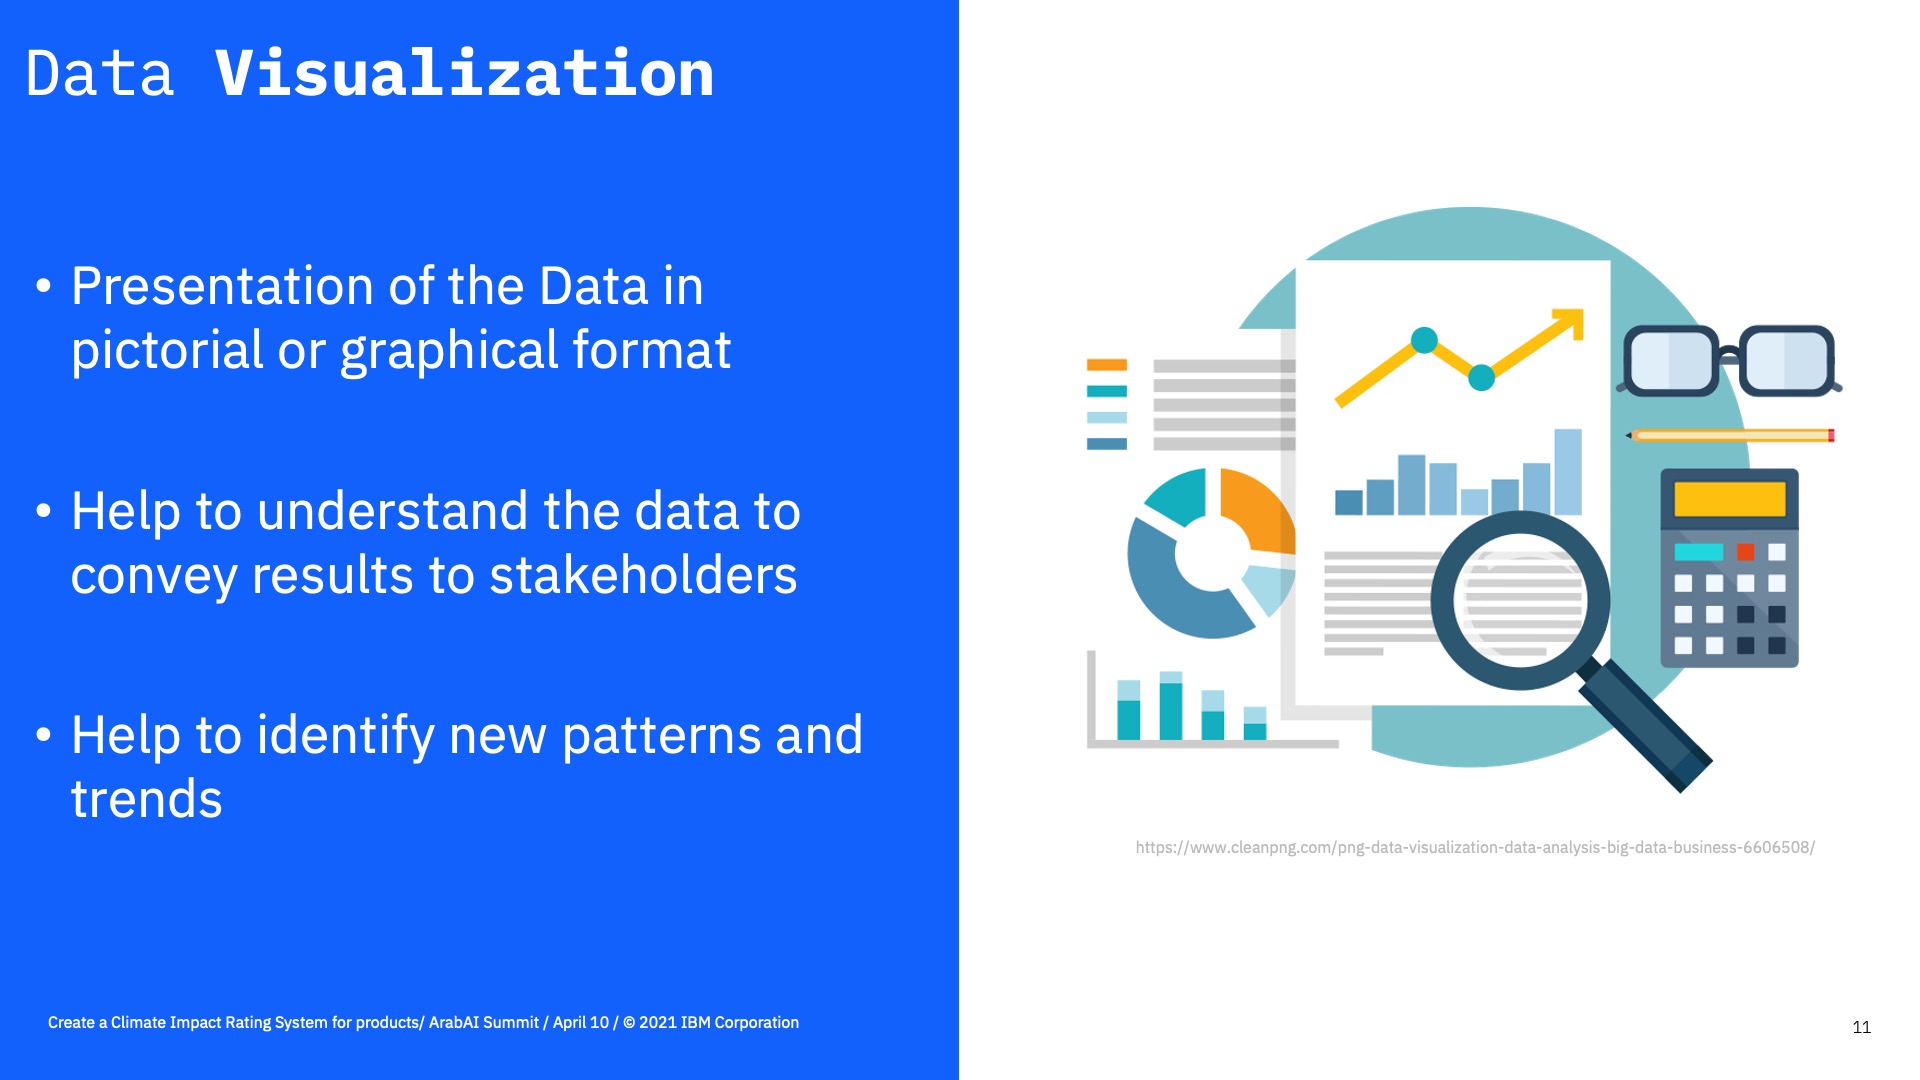 Data Visualization
• Presentation of the Data in
pictorial or graphical format
• Help to understand the data to
convey results to stakeholders
• Help to identify new patterns and
trends
https://www.cleanpng.com/png-data-visualization-data-analysis-big-data-business-6606508/
Create a Climate Impact Rating System for products/ ArabAI Summit / April 10 / © 2021 IBM Corporation
11